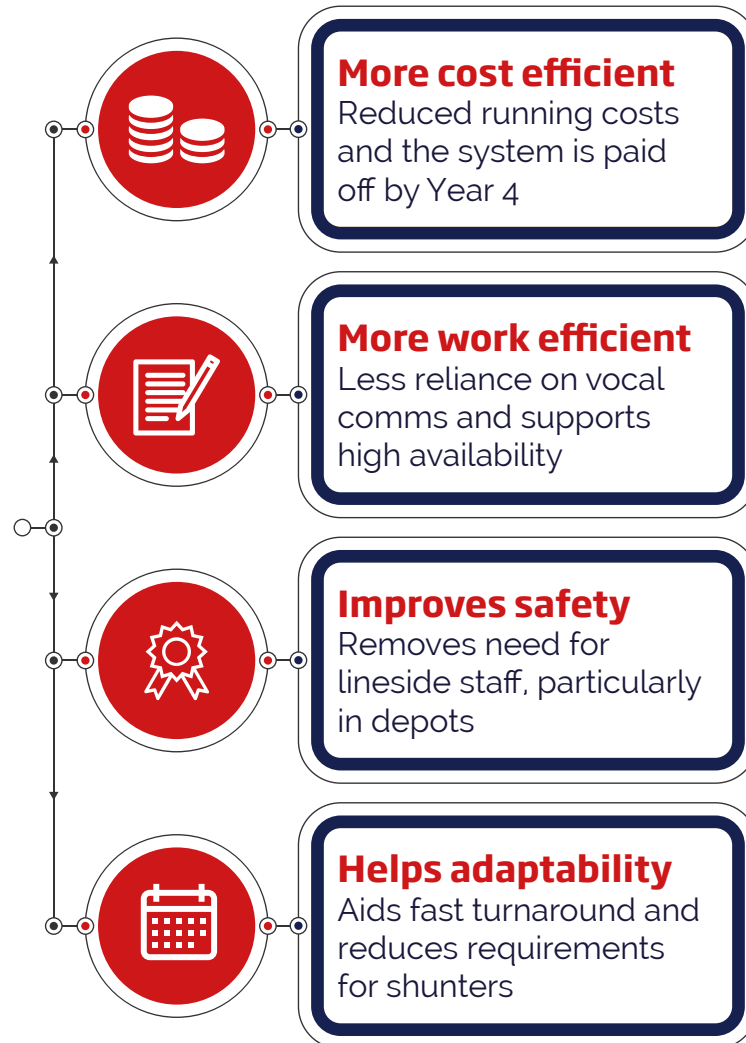 More cost efficient
Reduced running costs
and the system is paid
off by Year 4
More work efficient
Less reliance on vocal
comms and supports
high availability
Improves safety
Removes need for
lineside staff, particularly
in depots
Helps adaptability
Aids fast turnaround and
reduces requirements
for shunters